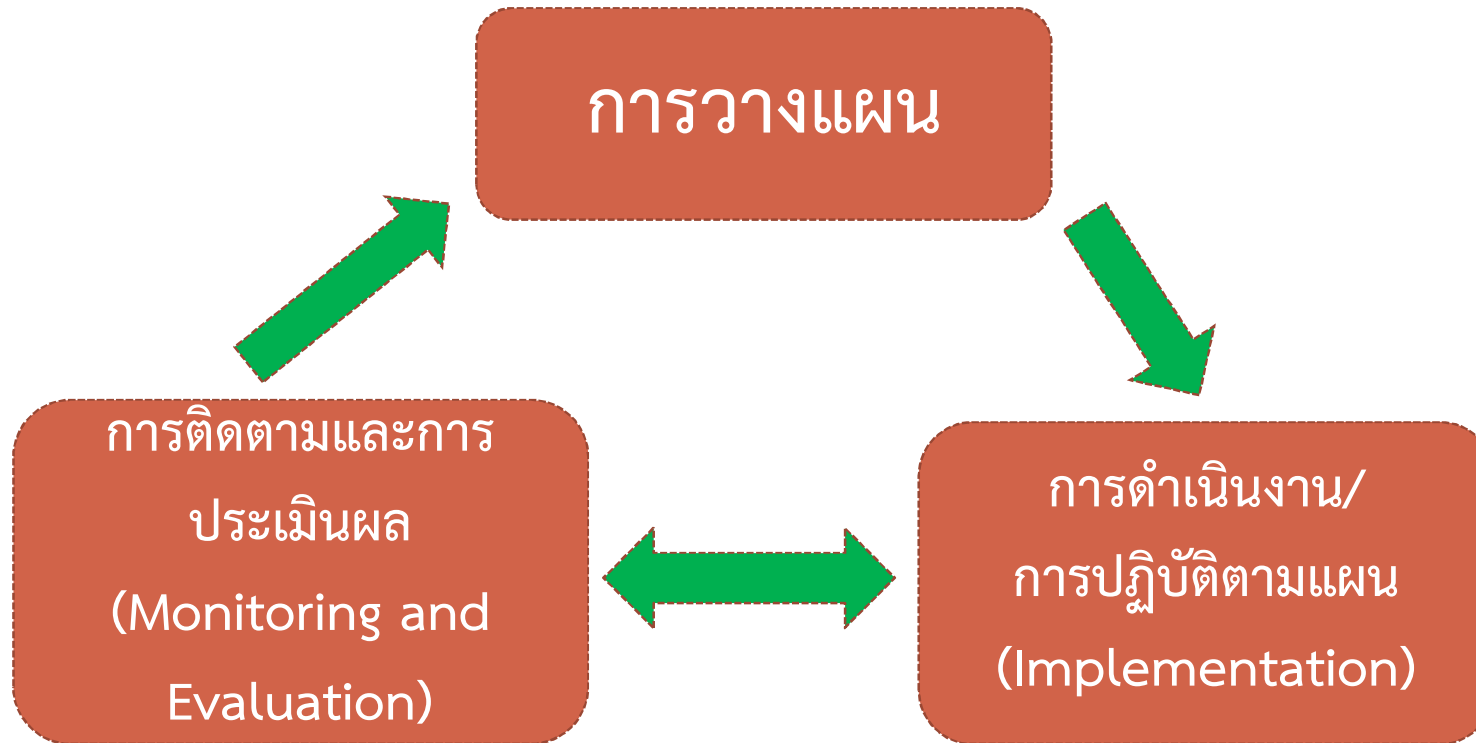 การวางแผน
การติดตามและการ
ประเมินผล
(Monitoring and
Evaluation)
การดำเนินงาน/
การปฏิบัติตามแผน
(Implementation)